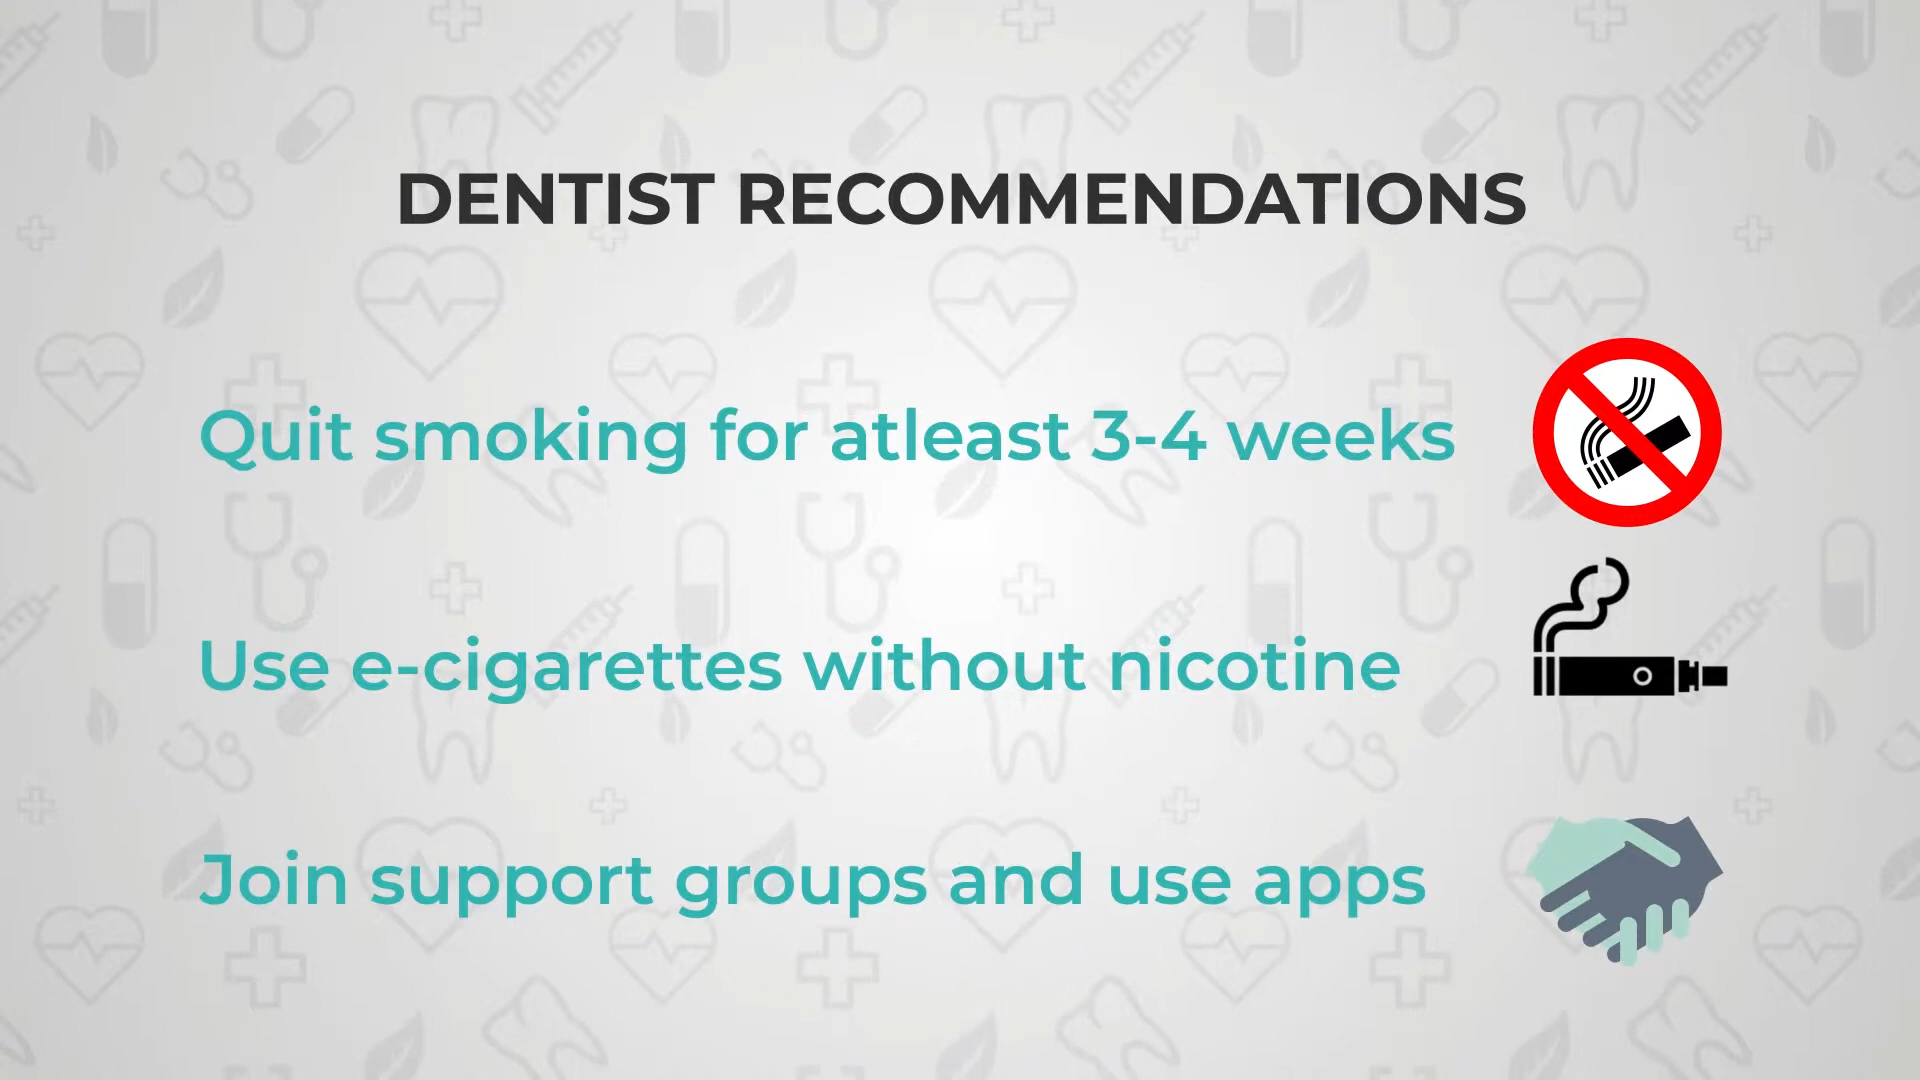 DENTIST RECOMMENDATIONS
Quit smoking for atleast 3-4 weeks
Use e-cigarettes without nicotine
Join support groups and use apps